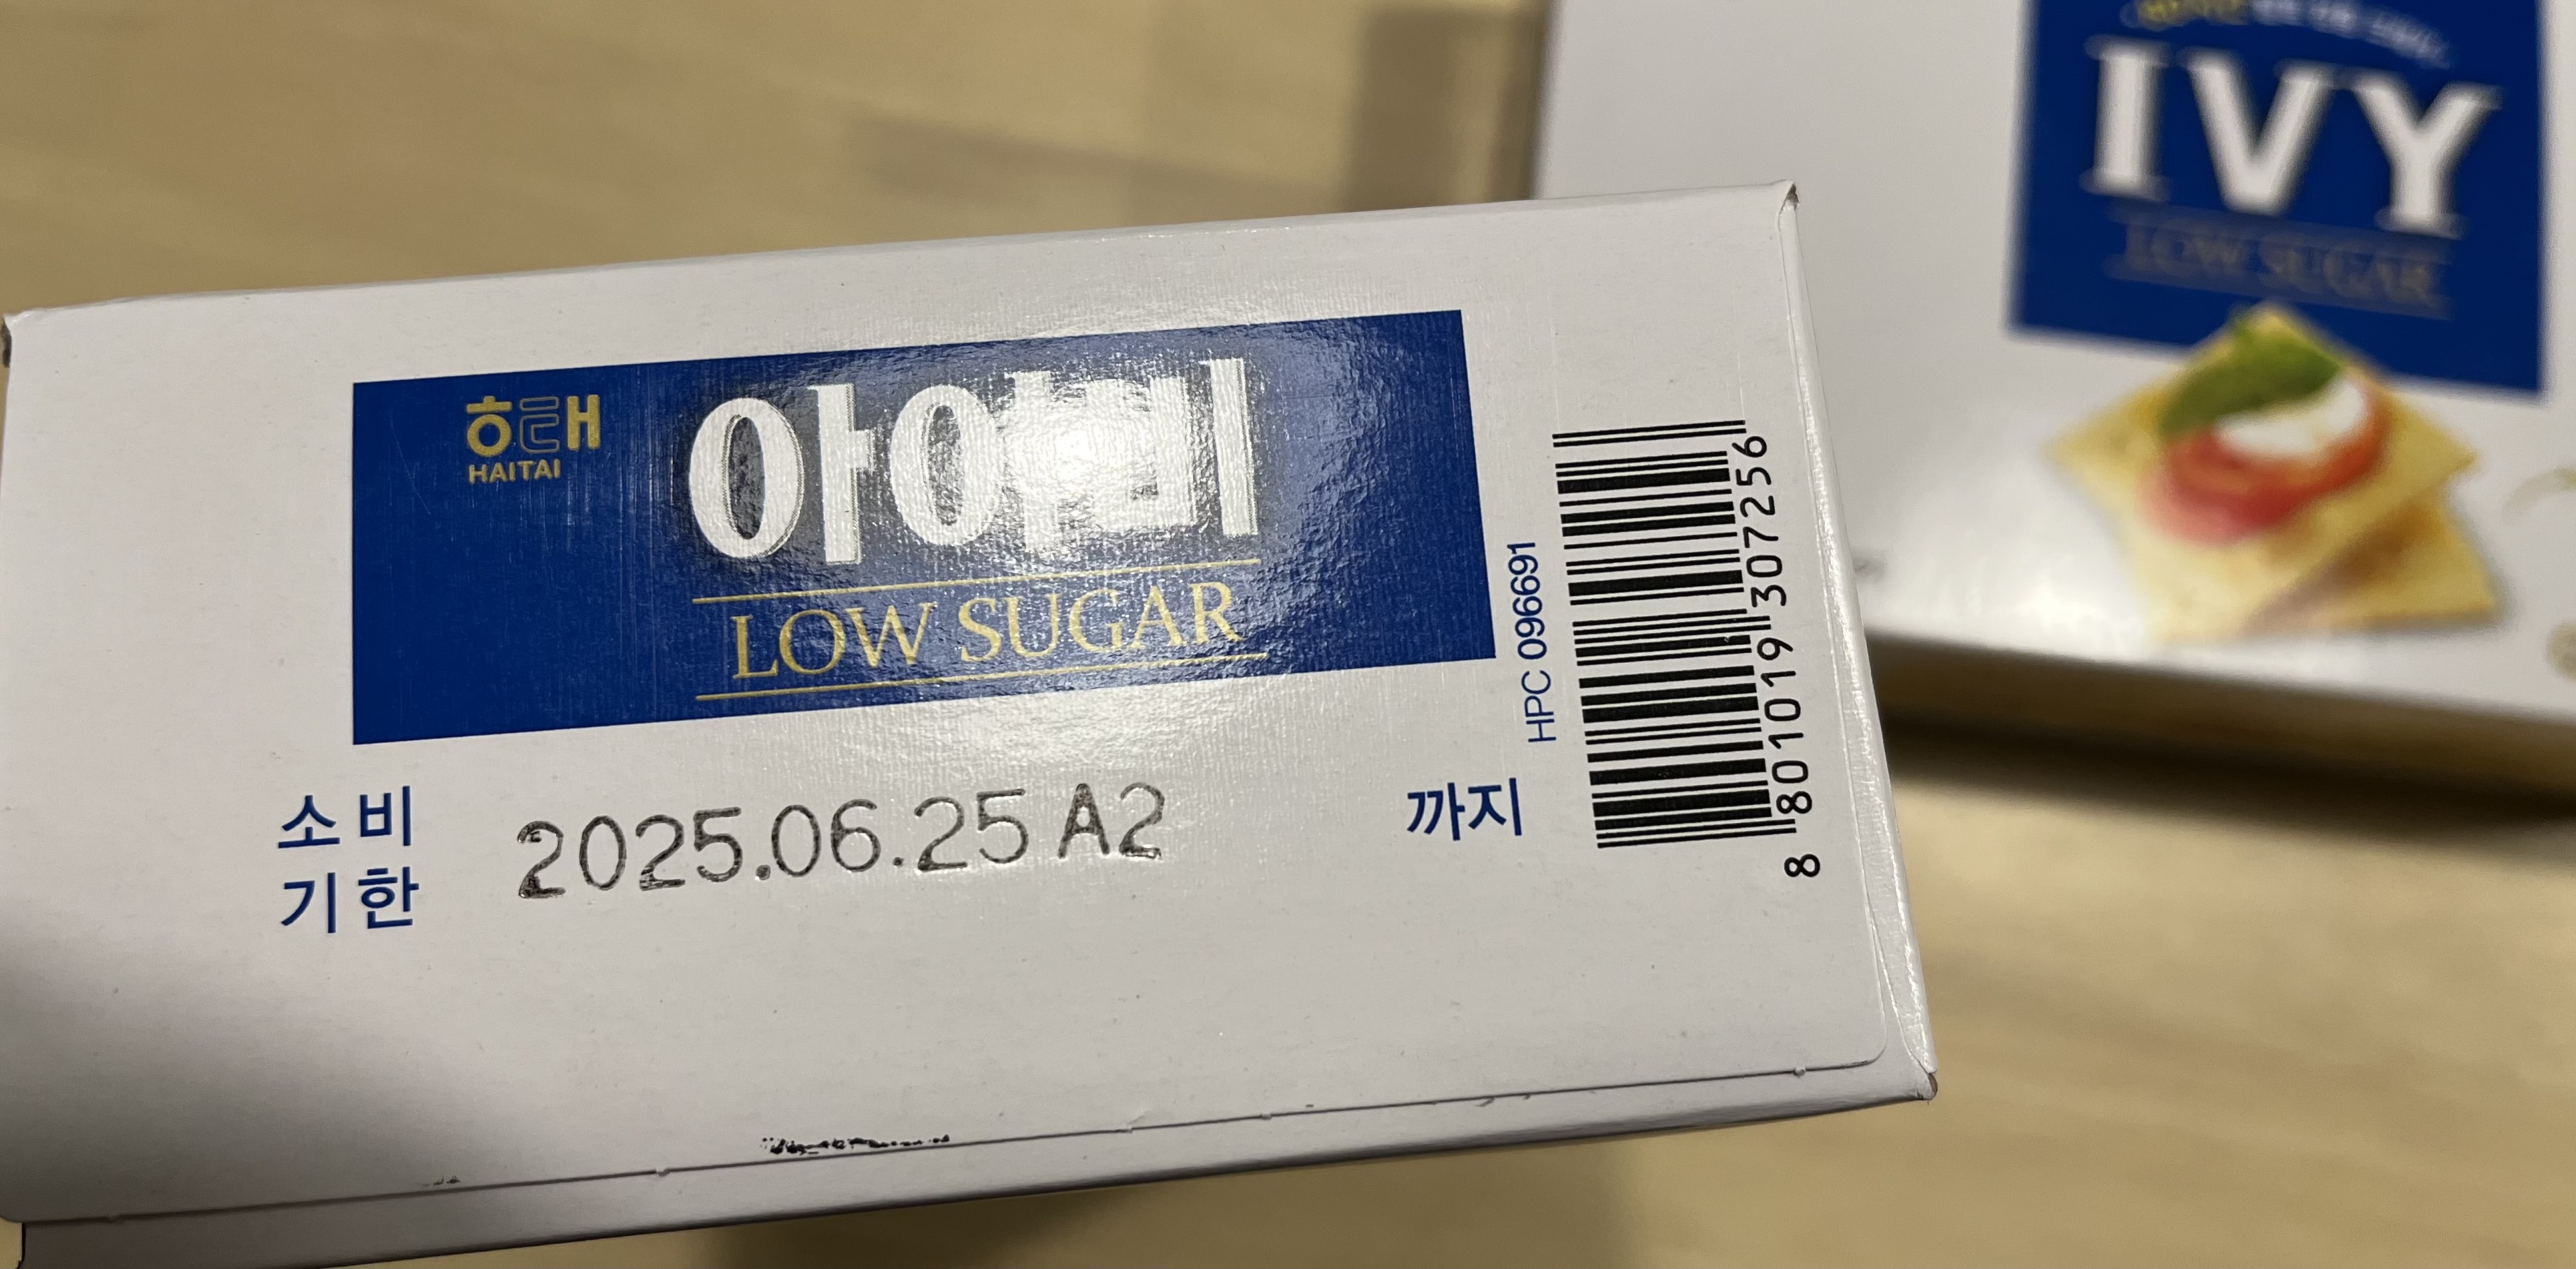 해태
HAITAI
아이비
LOW SUGAR
소비
기한
2025.06.25 A2
까지
HPC 096691
8 801019 307256
IVY
LOW SUGAR